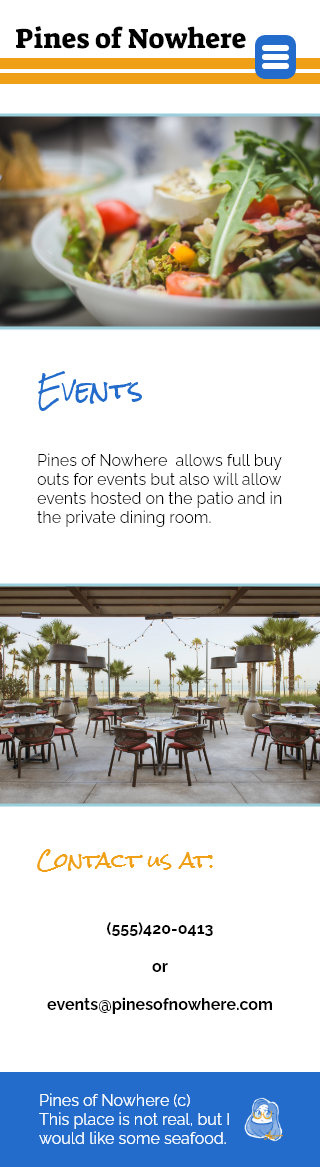 Pines of Nowhere
Events
Pines of Nowhere  allows full buy
outs for events but also will allow
events hosted on the patio and in
the private dining room.
Contact us at:
(555)420-0413
or
events@pinesofnowhere.com
Pines of Nowhere (c)
This place is not real, but I
would like some seafood.